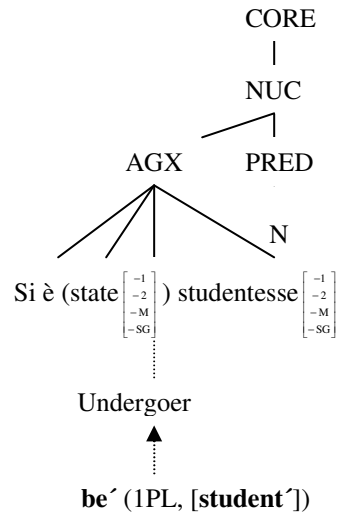 CORE
NUC
AGX PRED
N
Si è (state [−1 −2 −M −SG] ) studentesse [−1 −2 −M −SG]
Undergoer
be´ (1PL, [student´])